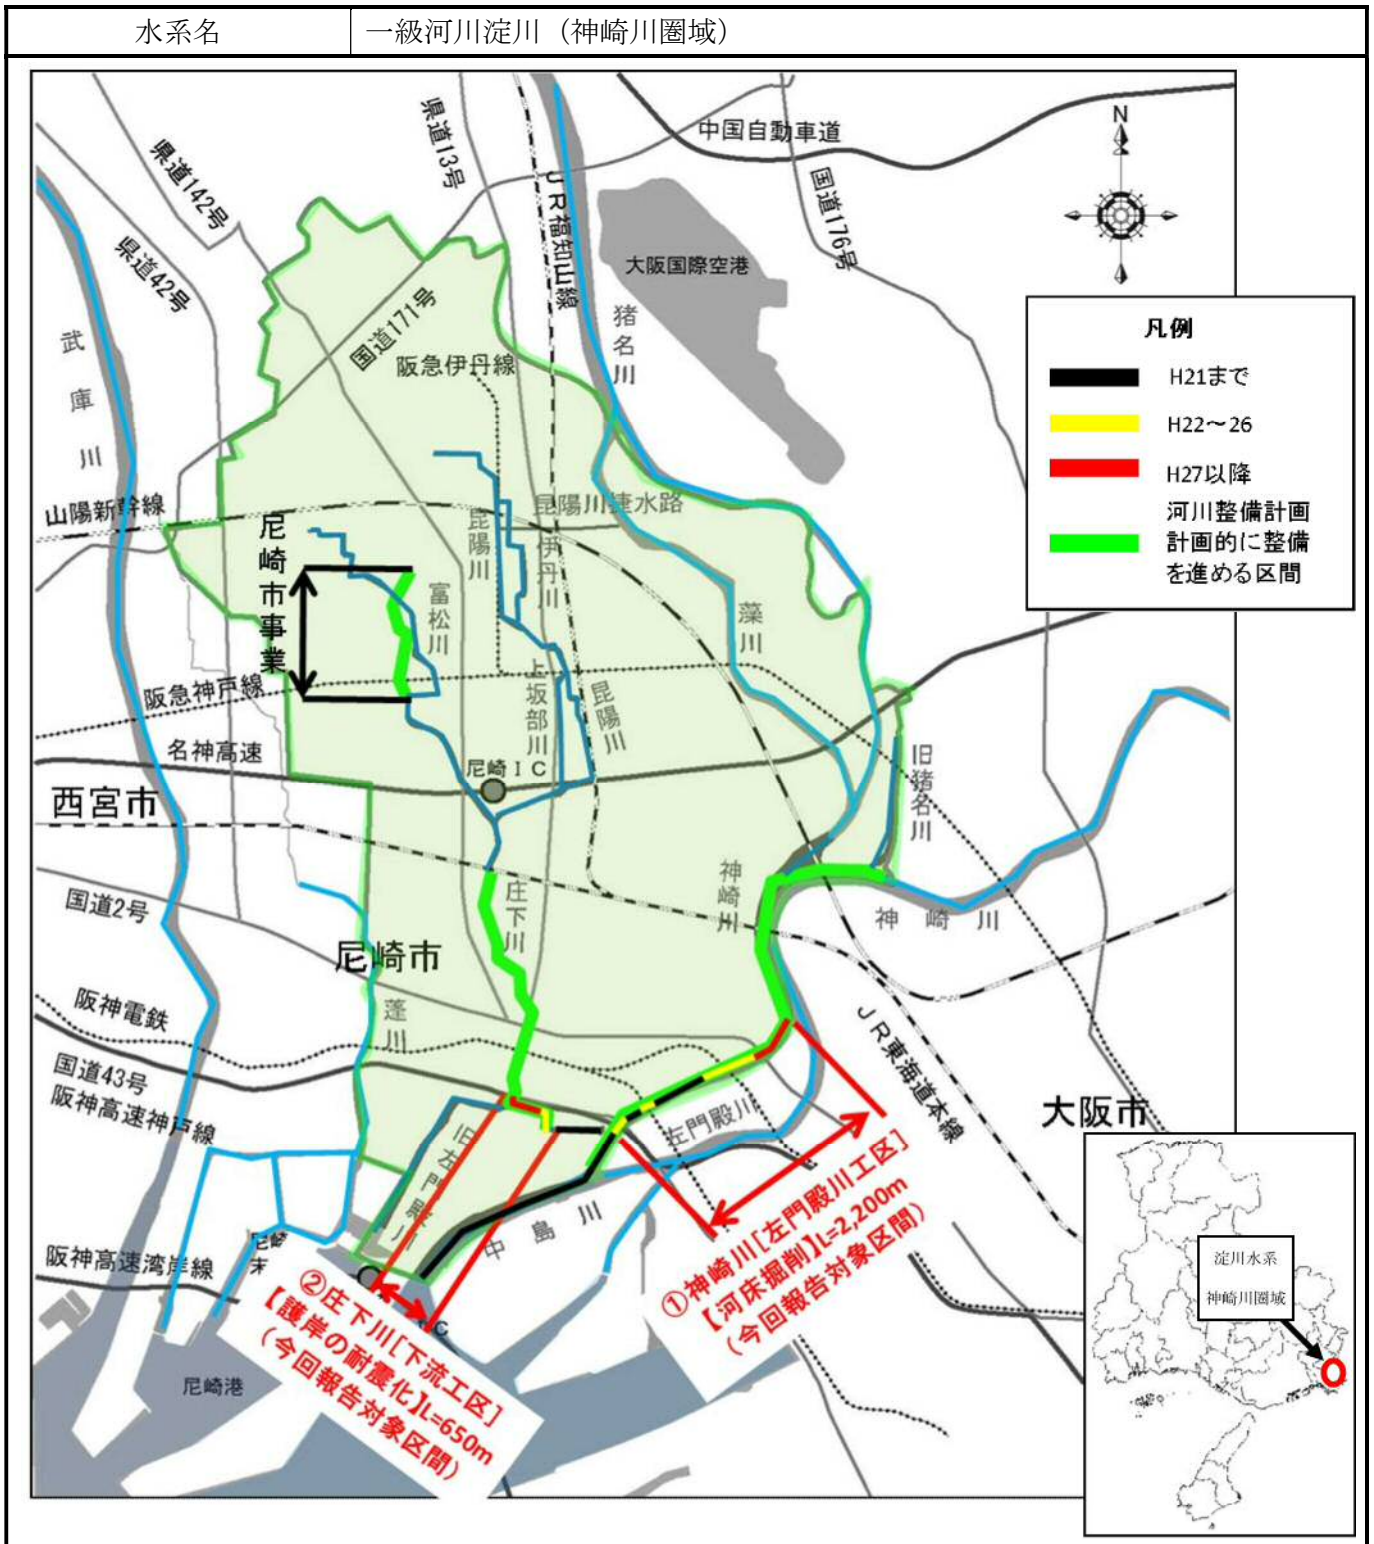 水系名
一級河川淀川（神崎川圏域）
中国自動車道
N
県道13号
県道142号
国道176号
JR福知山線
大阪国際空港
県道42号
武庫川
国道171号
猪名川
阪急伊丹線
凡例
H21まで
H22～26
H27以降
河川整備計画
計画的に整備
を進める区間
山陽新幹線
昆陽川捷水路
尼崎市事業
昆陽川
伊丹川
富松川
藻川
阪急神戸線
上坂部川
昆陽川
名神高速
尼崎IC
旧猪名川
西宮市
神崎川
国道2号
庄下川
神崎川
尼崎市
阪神電鉄
蓬川
JR東海道本線
国道43号
阪神高速神戸線
左門殿川
大阪市
旧左門殿川
中島川
阪神高速湾岸線
①神崎川[左門殿川工区]
【河床掘削】L=2,200m
（今回報告対象区間）
②庄下川[下流工区]
【護岸の耐震化】L=650m
（今回報告対象区間）
尼崎港
淀川水系
神崎川圏域